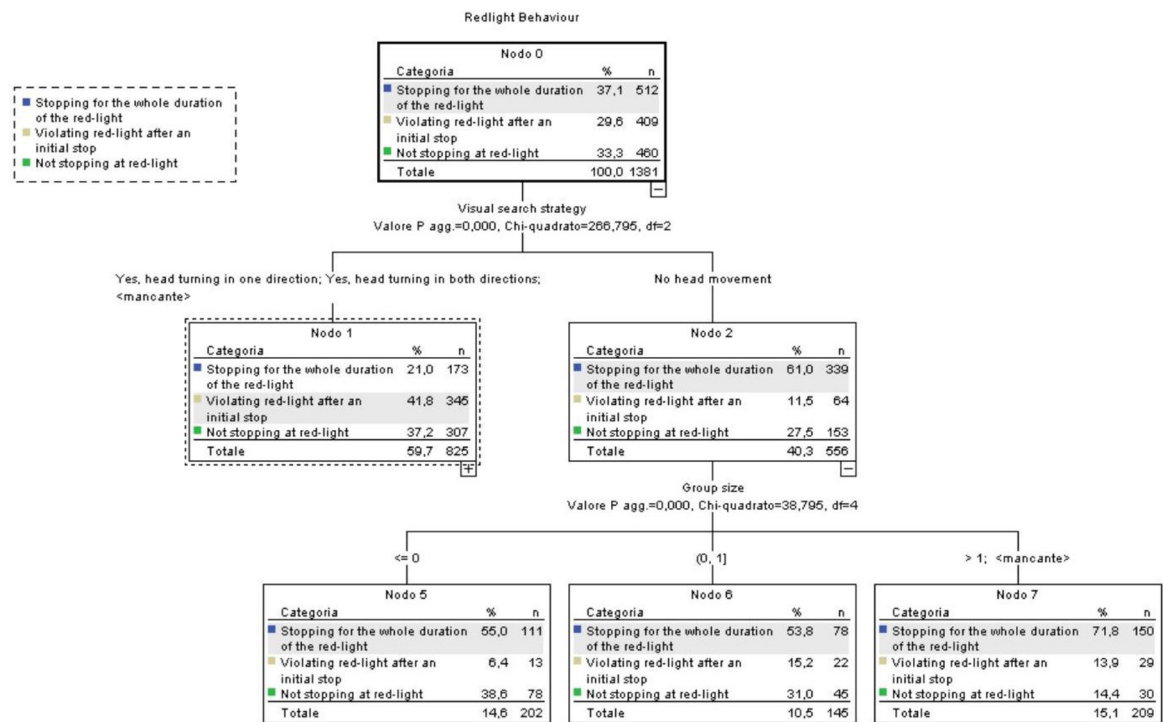 Redlight Behaviour
Stopping for the whole duration
of the red-light
Violating red-light after an
initial stop
Not stopping at red-light
Nodo 0
Categoria % n
Stopping for the whole duration 37,1 512
of the red-light
Violating red-light after an 29,6 409
initial stop
Not stopping at red-light 33,3 460
Totale 100,0 1381
Visual search strategy
Valore P agg.=0,000, Chi-quadrato=266,795, df=2
Yes, head turning in one direction; Yes, head turning in both directions;
<mancante>
No head movement
Nodo 1
Categoria % n
Stopping for the whole duration 21,0 173
of the red-light
Violating red-light after an 41,8 345
initial stop
Not stopping at red-light 37,2 307
Totale 59,7 825
Nodo 2
Categoria % n
Stopping for the whole duration 61,0 339
of the red-light
Violating red-light after an 11,5 64
initial stop
Not stopping at red-light 27,5 153
Totale 40,3 556
Group size
Valore P agg.=0,000, Chi-quadrato=38,795, df=4
<= 0
(0, 1]
> 1; <mancante>
Nodo 5
Categoria % n
Stopping for the whole duration 55,0 111
of the red-light
Violating red-light after an 6,4 13
initial stop
Not stopping at red-light 38,6 78
Totale 14,6 202
Nodo 6
Categoria % n
Stopping for the whole duration 53,8 78
of the red-light
Violating red-light after an 15,2 22
initial stop
Not stopping at red-light 31,0 45
Totale 10,5 145
Nodo 7
Categoria % n
Stopping for the whole duration 71,8 150
of the red-light
Violating red-light after an 13,9 29
initial stop
Not stopping at red-light 14,4 30
Totale 15,1 209